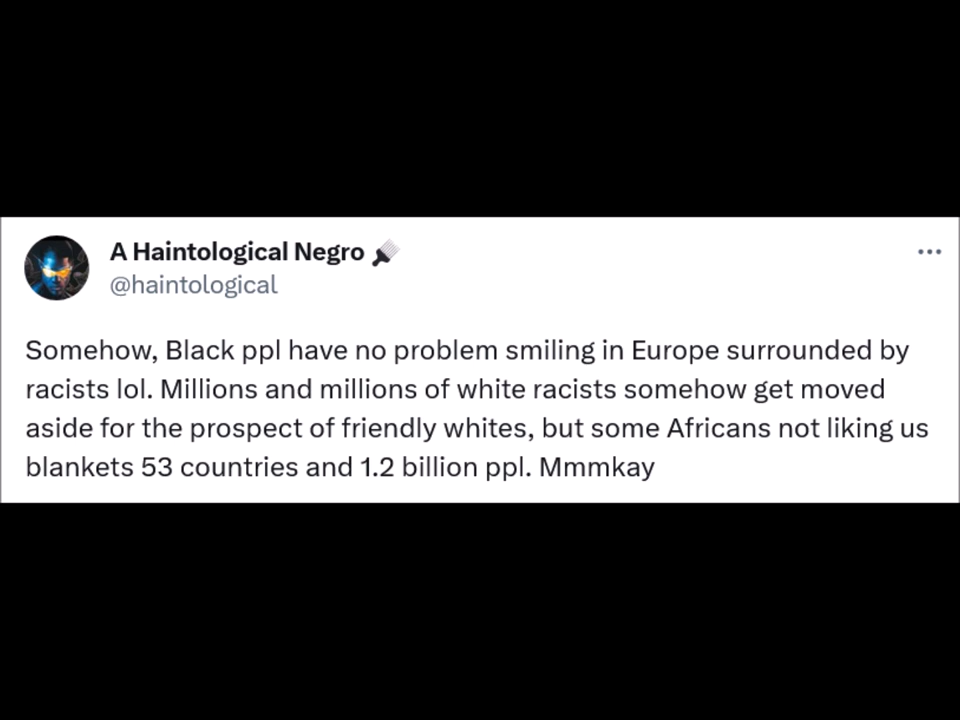 A Haintological Negro
@haintological
Somehow, Black ppl have no problem smiling in Europe surrounded by
racists lol. Millions and millions of white racists somehow get moved
aside for the prospect of friendly whites, but some Africans not liking us
blankets 53 countries and 1.2 billion ppl. Mmmkay